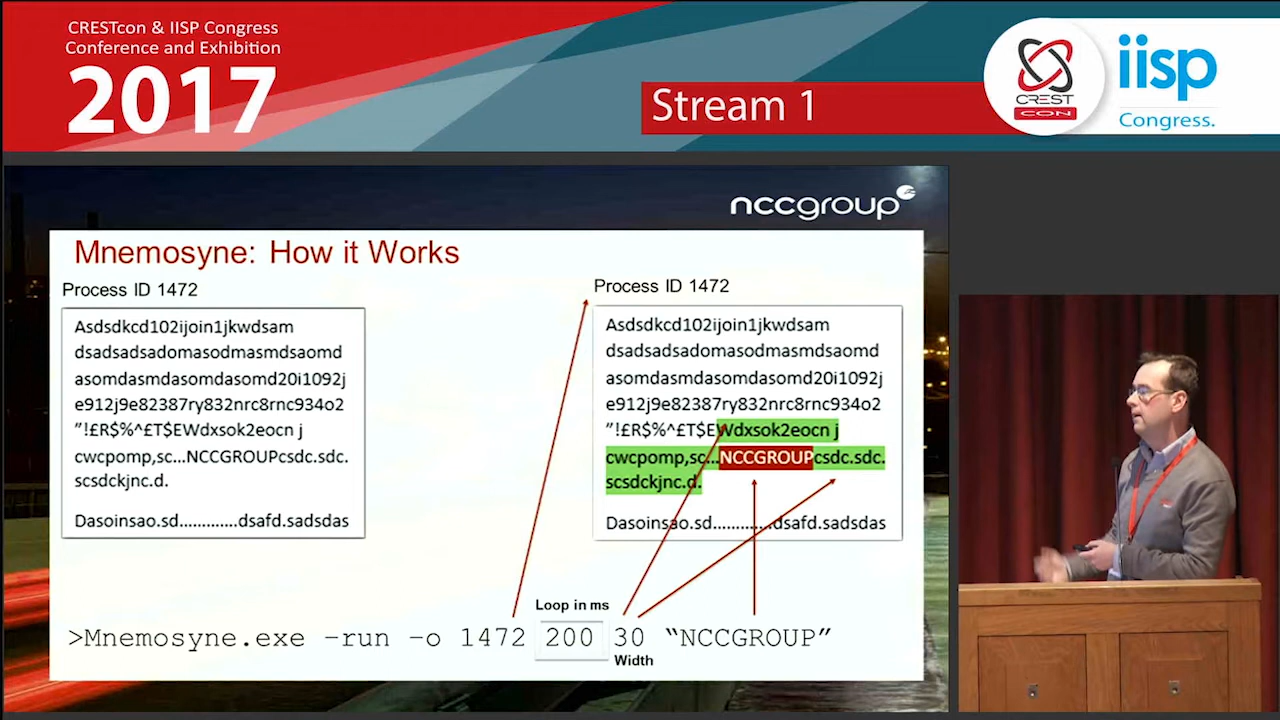 CRESTcon & IISP Congress
Conference and Exhibition
2017
Stream 1
CREST
CON
iisp
Congress.
nccgroup
Mnemosyne: How it Works
Process ID 1472
Asdsdkcd102ijoin1jkwdsam
dsadsadsadomasodmasmdsaomd
asomdasmdasomdasomd20i1092j
e912j9e82387ry832nrc8rnc934o2
”!£R$%^£T$EWdxsok2eocn j
cwcpomp,sc...NCCGROUPcsdc.sdc.
scsdckjnc.d.
Dasoinsao.sd.............dsafd.sadsdas
Process ID 1472
Asdsdkcd102ijoin1jkwdsam
dsadsadsadomasodmasmdsaomd
asomdasmdasomdasomd20i1092j
e912j9e82387ry832nrc8rnc934o2
”!£R$%^£T$EWdxsok2eocn j
cwcpomp,sc...NCCGROUPcsdc.sdc.
scsdckjnc.d.
Dasoinsao.sd.............dsafd.sadsdas
Loop in ms
>Mnemosyne.exe –run –o 1472 200 30 “NCCGROUP”
Width